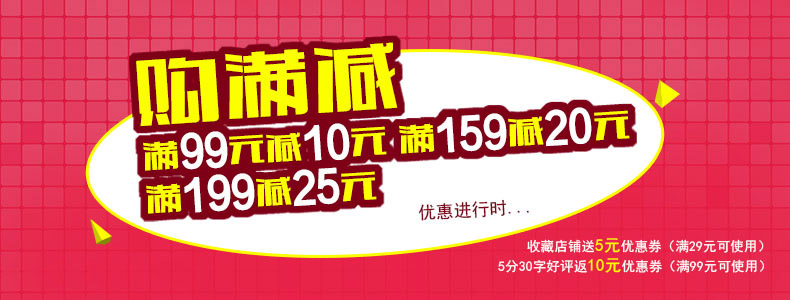 购满减
满99元减10元 满159减20元
满199减25元
优惠进行时...
收藏店铺送5元优惠券（满29元可使用）
5分30字好评返10元优惠券（满99元可使用）